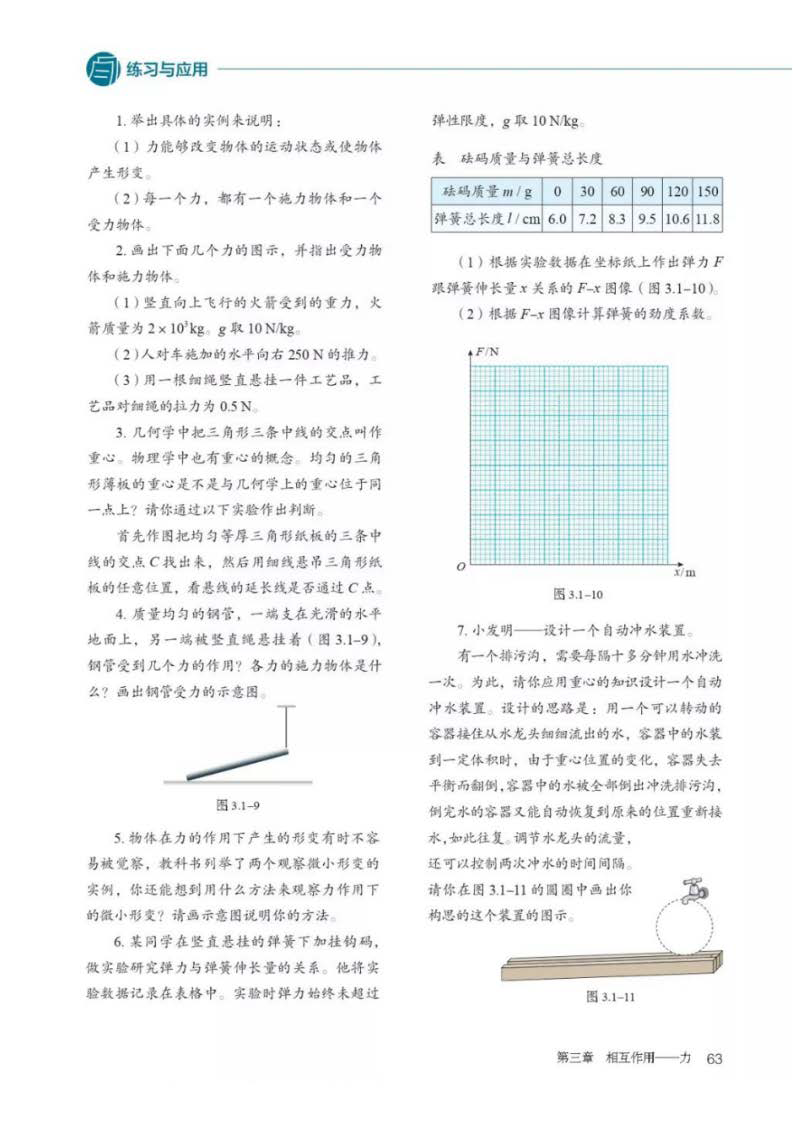 练习与应用
1. 举出具体的实例来说明：
（1）力能够改变物体的运动状态或使物体
产生形变。
（2）每一个力，都有一个施力物体和一个
受力物体。
2. 画出下面几个力的图示，并指出受力物
体和施力物体。
（1）竖直向上飞行的火箭受到的重力，火
箭质量为 2 × 10³ kg。g 取 10 N/kg。
（2）人对车施加的水平向右 250 N 的推力。
（3）用一根细绳竖直悬挂一件工艺品，工
艺品对细绳的拉力为 0.5 N。
3. 几何学中把三角形三条中线的交点叫作
重心。物理学中也有重心的概念。均匀的三角
形薄板的重心是不是与几何学上的重心位于同
一点上？请你通过以下实验作出判断。
首先作图把均匀等厚三角形纸板的三条中
线的交点 C 找出来，然后用细线悬吊三角形纸
板的任意位置，看悬线的延长线是否通过 C 点。
4. 质量均匀的钢管，一端支在光滑的水平
地面上，另一端被竖直绳悬挂着（图 3.1-9），
钢管受到几个力的作用？各力的施力物体是什
么？画出钢管受力的示意图。
图 3.1-9
5. 物体在力的作用下产生的形变有时不容
易被觉察，教科书列举了两个观察微小形变的
实例，你还能想到用什么方法来观察力作用下
的微小形变？请画示意图说明你的方法。
6. 某同学在竖直悬挂的弹簧下加挂钩码，
做实验研究弹力与弹簧伸长量的关系。他将实
验数据记录在表格中。实验时弹力始终未超过
弹性限度，g 取 10 N/kg。
表 砝码质量与弹簧总长度
砝码质量 m / g 0 30 60 90 120 150
弹簧总长度 l / cm 6.0 7.2 8.3 9.5 10.6 11.8
（1）根据实验数据在坐标纸上作出弹力 F
跟弹簧伸长量 x 关系的 F-x 图像（图 3.1-10）。
（2）根据 F-x 图像计算弹簧的劲度系数。
F/N
O
x/m
图 3.1-10
7. 小发明——设计一个自动冲水装置。
有一个排污沟，需要每隔十多分钟用水冲洗
一次。为此，请你应用重心的知识设计一个自动
冲水装置。设计的思路是：用一个可以转动的
容器接住从水龙头细细流出的水，容器中的水装
到一定体积时，由于重心位置的变化，容器失去
平衡而翻倒，容器中的水被全部倒出冲洗排污沟，
倒完水的容器又能自动恢复到原来的位置重新接
水，如此往复。调节水龙头的流量，
还可以控制两次冲水的时间间隔。
请你在图 3.1-11 的圆圈中画出你
构思的这个装置的图示。
图 3.1-11
第三章 相互作用——力 63